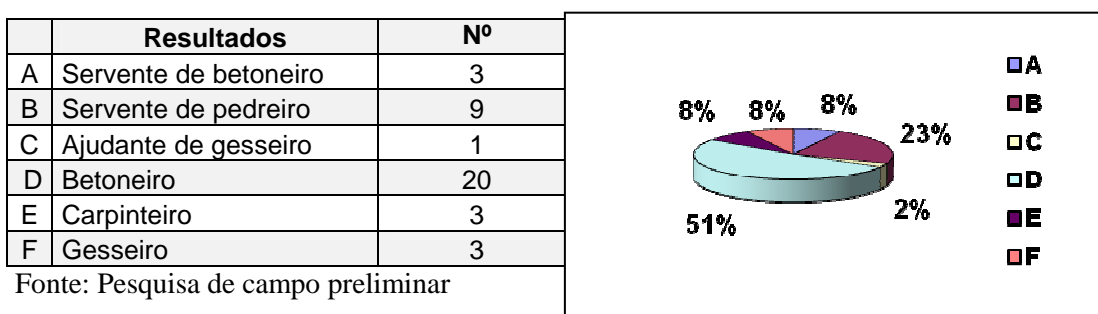 Resultados Nº
A Servente de betoneiro 3
B Servente de pedreiro 9
C Ajudante de gesseiro 1
D Betoneiro 20
E Carpinteiro 3
F Gesseiro 3
Fonte: Pesquisa de campo preliminar
8% 8% 8%
23%
2%
51%
A
B
C
D
E
F